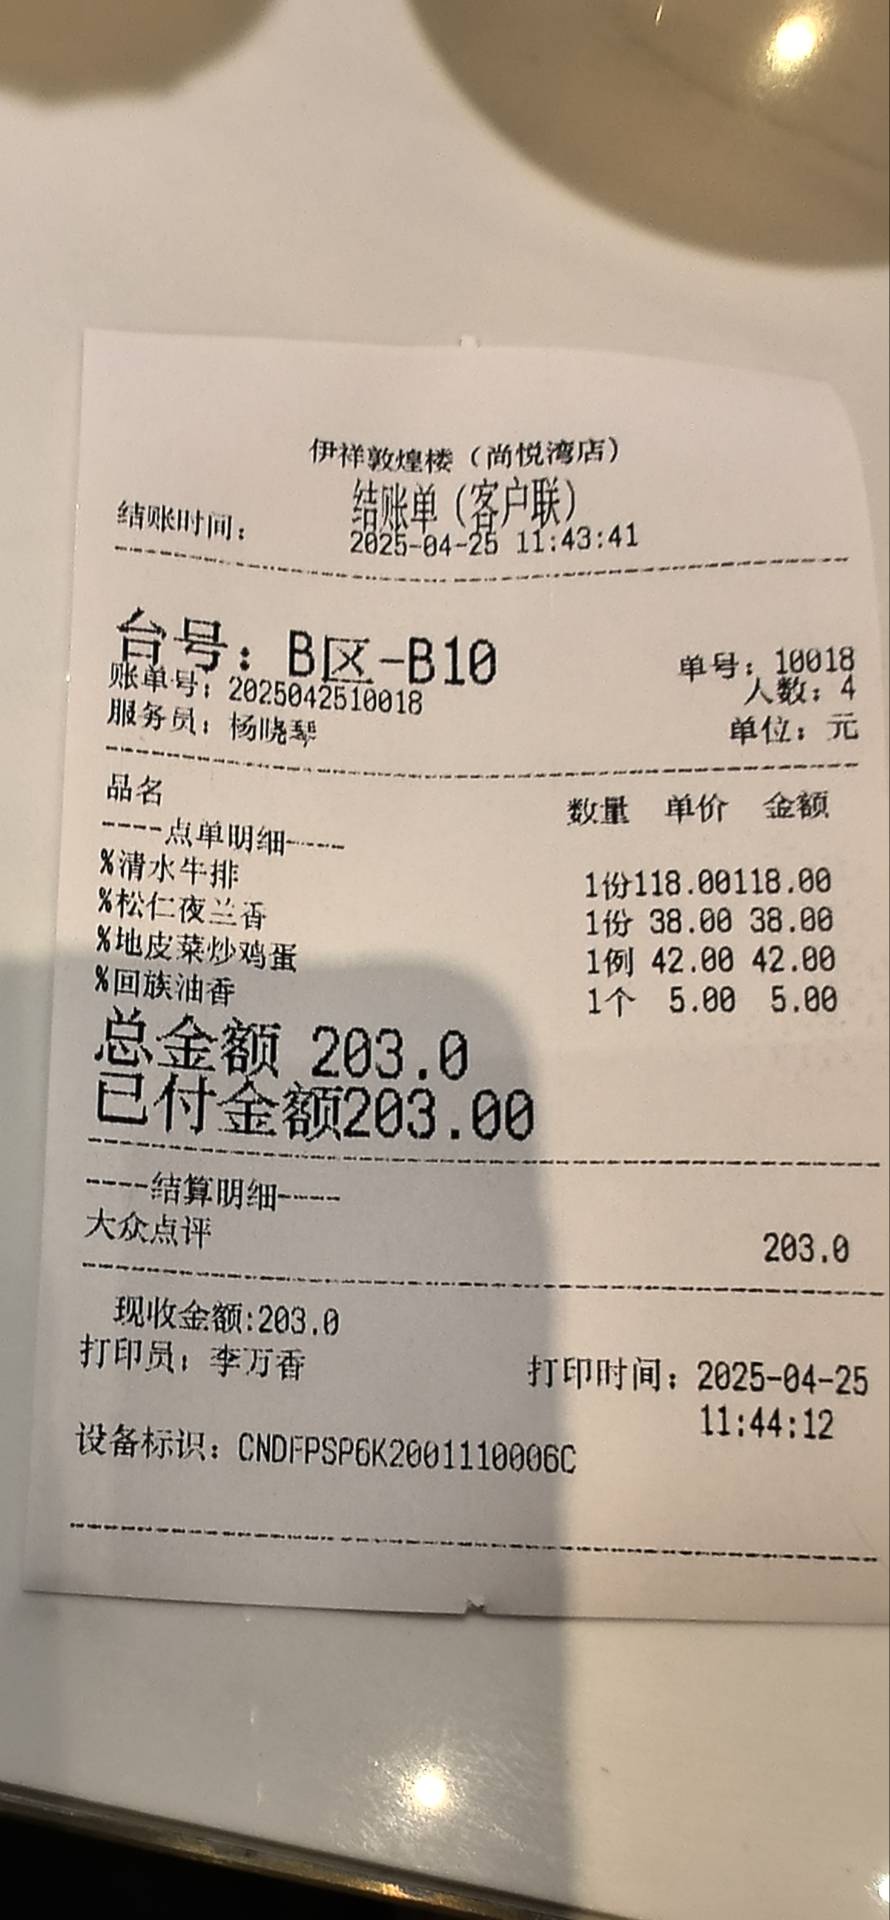 伊祥敦煌楼（尚悦湾店）
结账单（客户联）
结账时间： 2025-04-25 11:43:41
台号：B区-B10 单号：10018
账单号：2025042510018 人数：4
服务员：杨晓琴 单位：元
品名 数量 单价 金额
----点单明细----
%清水牛排 1份118.00118.00
%松仁夜兰香 1份 38.00 38.00
%地皮菜炒鸡蛋 1例 42.00 42.00
%回族油香 1个 5.00 5.00
总金额 203.0
已付金额203.00
----结算明细----
大众点评 203.0
现收金额:203.0
打印员：李万香 打印时间：2025-04-25
11:44:12
设备标识：CNDFPSP6K2001110006C